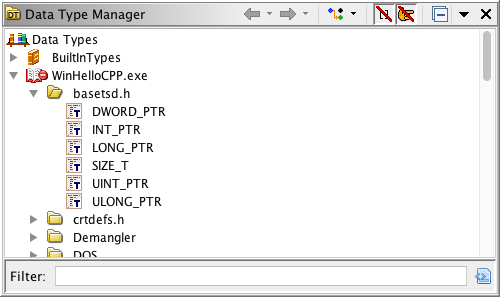 Data Type Manager
Data Types
BuiltInTypes
WinHelloCPP.exe
basetsd.h
DWORD_PTR
INT_PTR
LONG_PTR
SIZE_T
UINT_PTR
ULONG_PTR
crtdefs.h
Demangler
DOS
Filter: